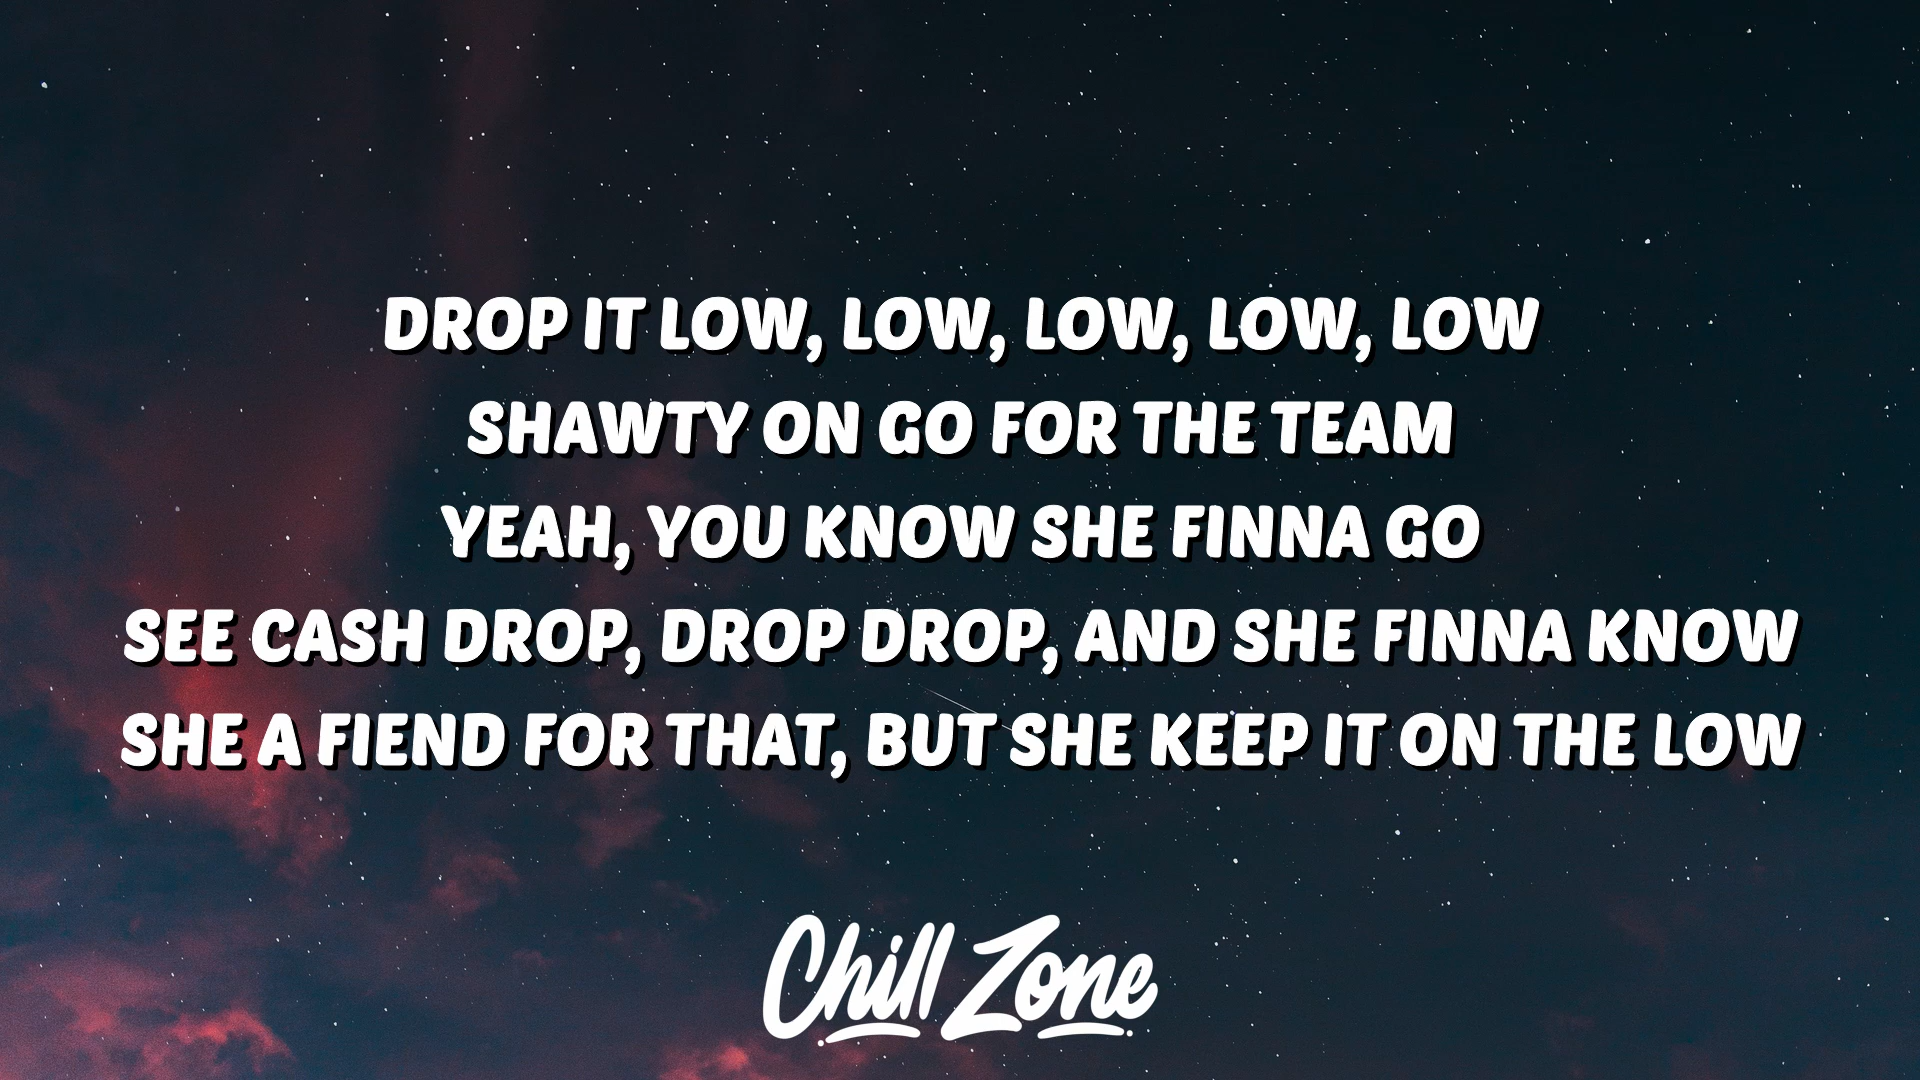 DROP IT LOW, LOW, LOW, LOW, LOW
SHAWTY ON GO FOR THE TEAM
YEAH, YOU KNOW SHE FINNA GO
SEE CASH DROP, DROP DROP, AND SHE FINNA KNOW
SHE A FIEND FOR THAT, BUT SHE KEEP IT ON THE LOW
Chill Zone